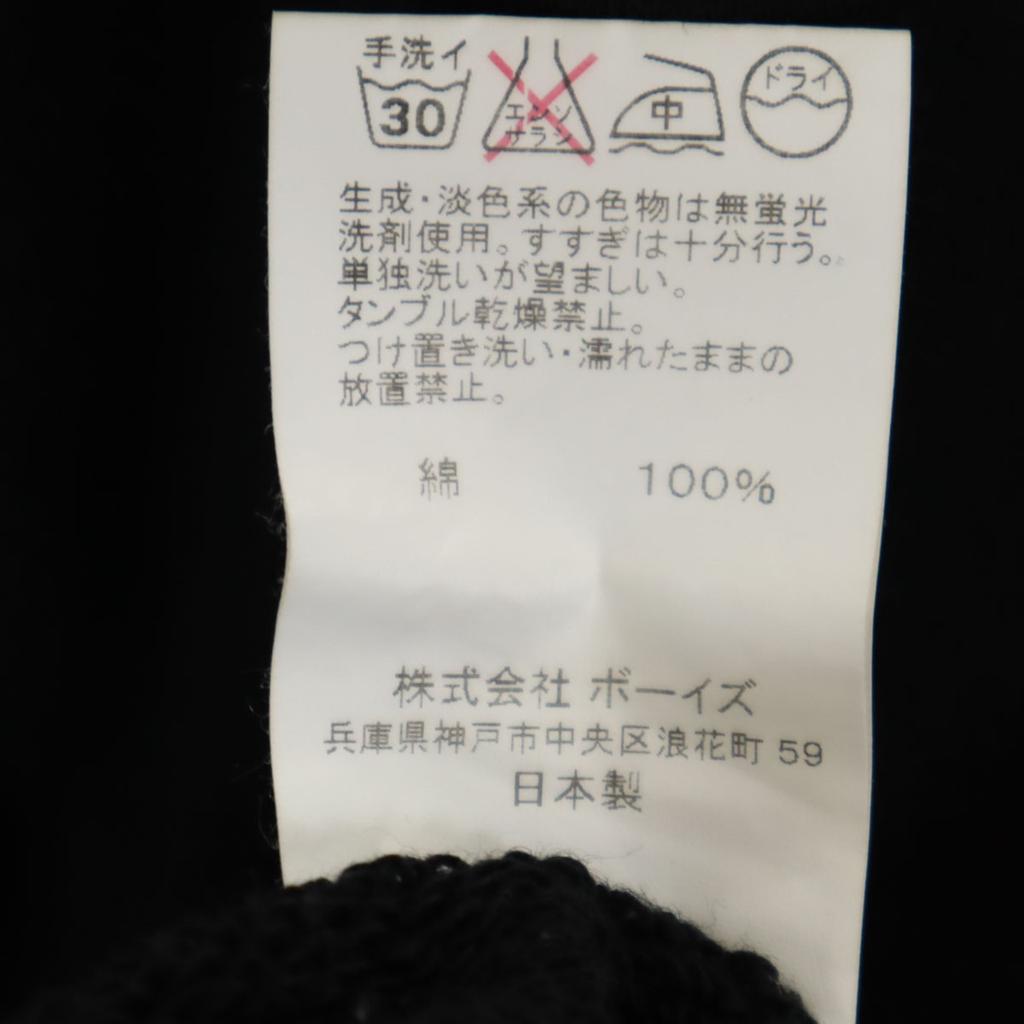 手洗イ
30
エンソ
サラシ
中
ドライ
生成・淡色系の色物は無蛍光
洗剤使用。すすぎは十分行う。
単独洗いが望ましい。
タンブル乾燥禁止。
つけ置き洗い・濡れたままの
放置禁止。
綿 100%
株式会社 ボーイズ
兵庫県神戸市中央区浪花町 59
日本製